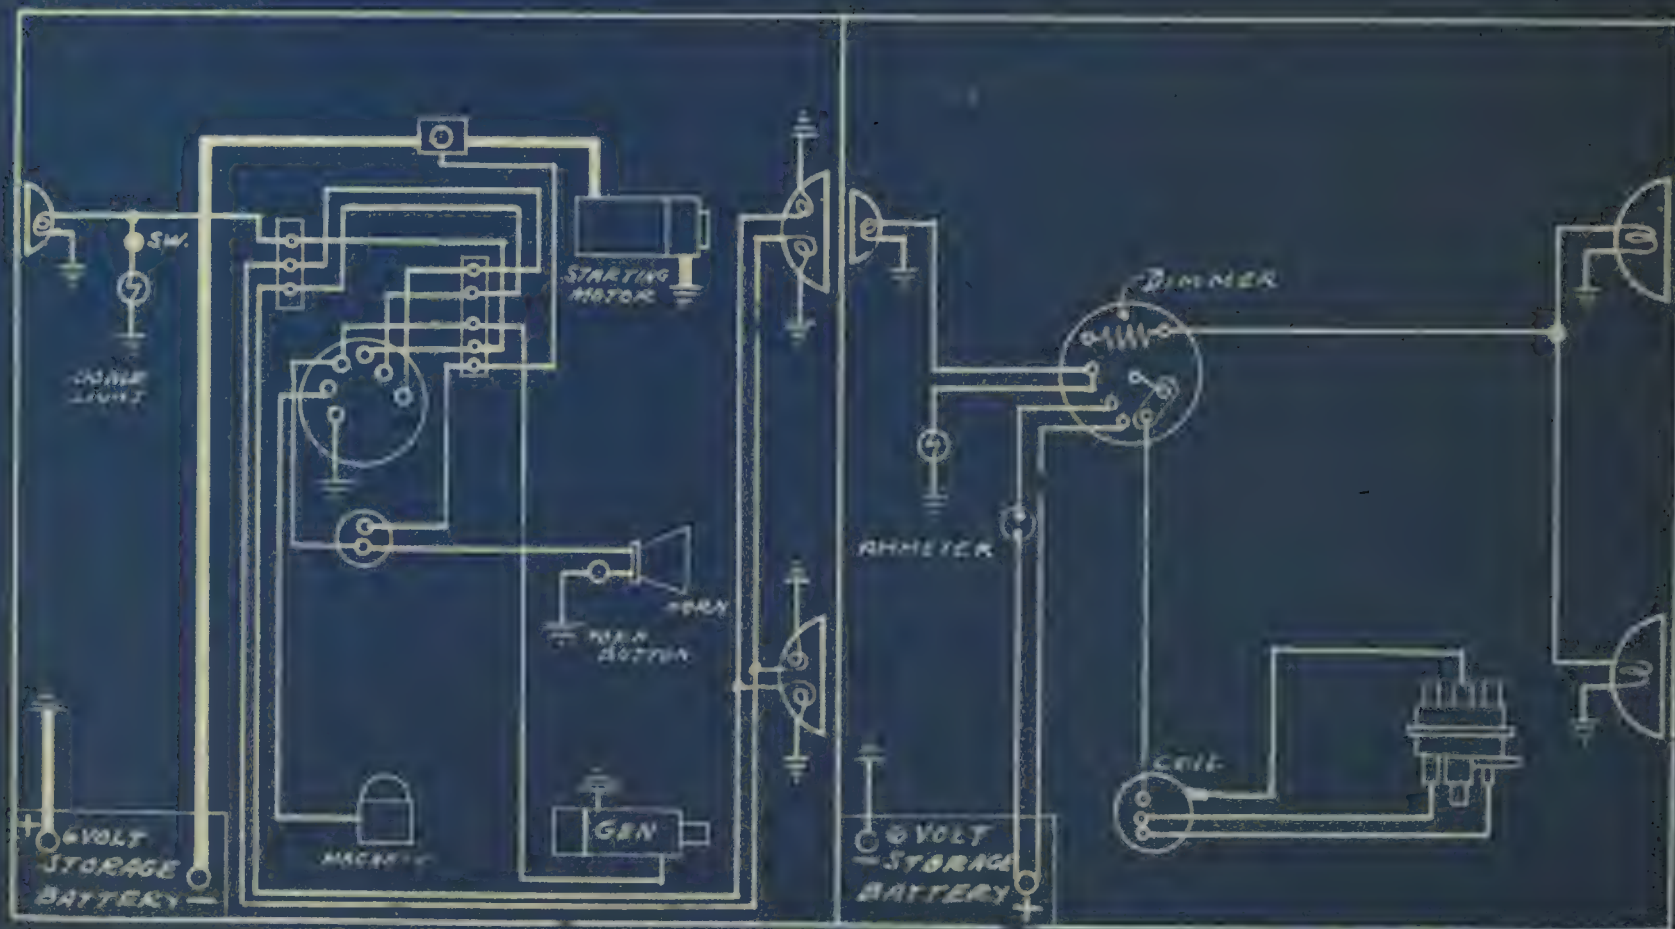 SW.
STARTING
MOTOR
DOME
LIGHT
HORN
HORN
BUTTON
+
6 VOLT
STORAGE
BATTERY -
MAGNETO
GEN
DIMMER
AMMETER
COIL
6 VOLT
- STORAGE
BATTERY
+